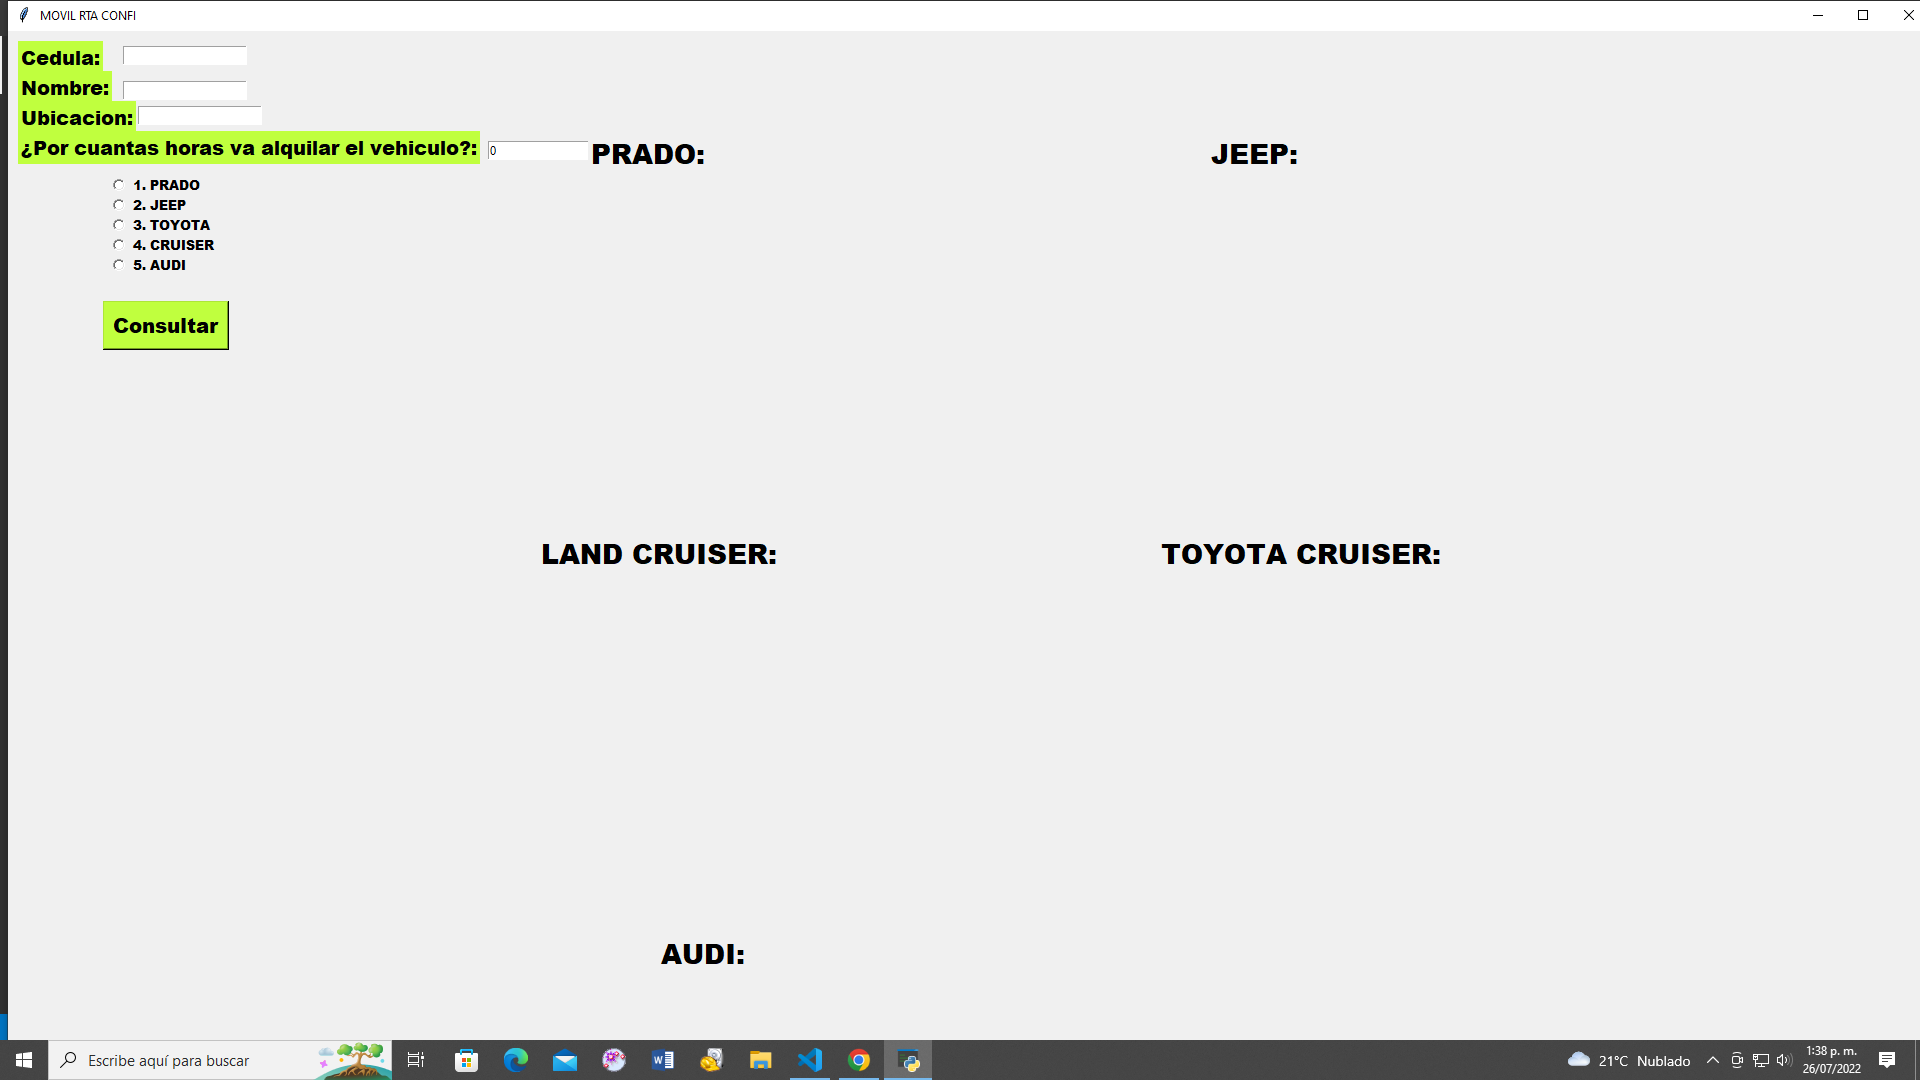 MOVIL RTA CONFI
Cedula:
Nombre:
Ubicacion:
¿Por cuantas horas va alquilar el vehiculo?: 0
PRADO:
JEEP:
1. PRADO
2. JEEP
3. TOYOTA
4. CRUISER
5. AUDI
Consultar
LAND CRUISER:
TOYOTA CRUISER:
AUDI:
Escribe aquí para buscar
21°C Nublado
1:38 p. m.
26/07/2022